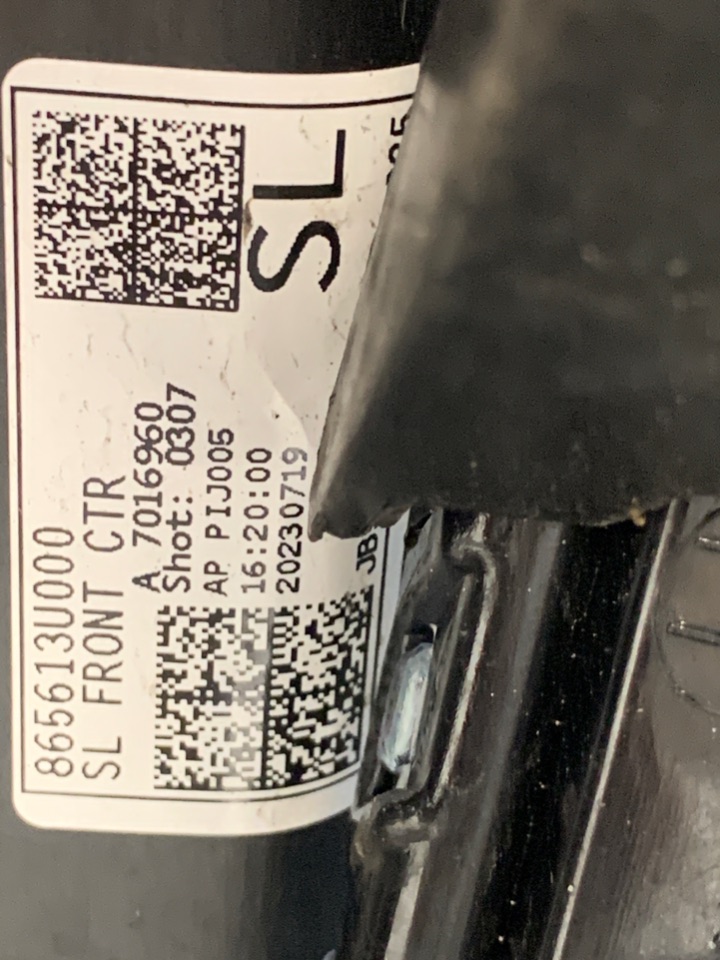 865613U000
SL FRONT CTR
A 7016960
Shot: 0307
AP PIJ005
16:20:00
20230719
SL
JB